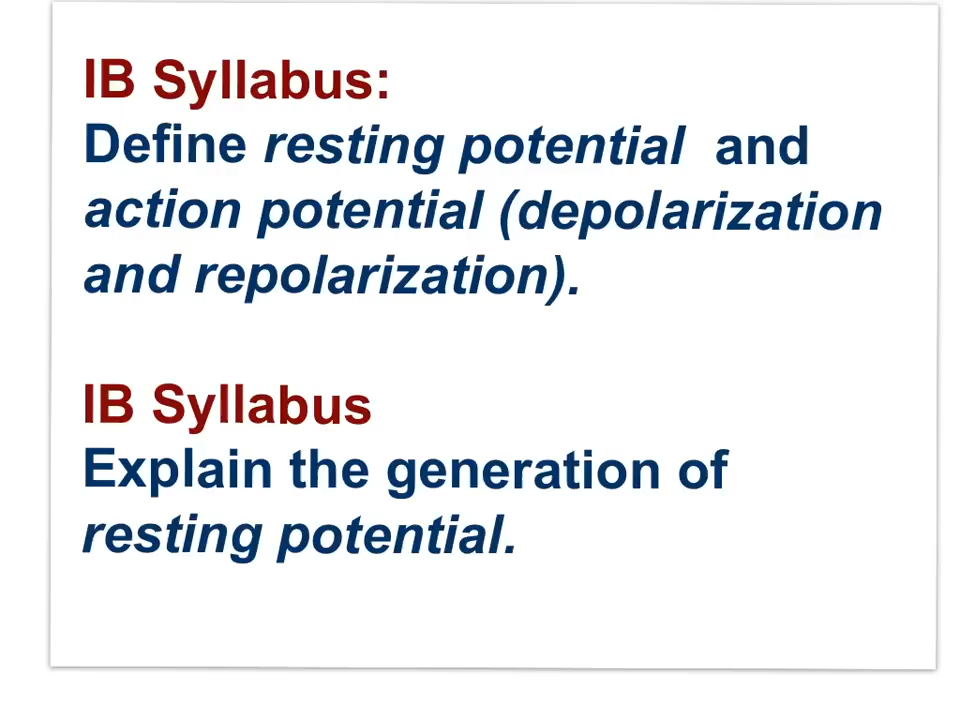 IB Syllabus:
Define resting potential and
action potential (depolarization
and repolarization).
IB Syllabus
Explain the generation of
resting potential.